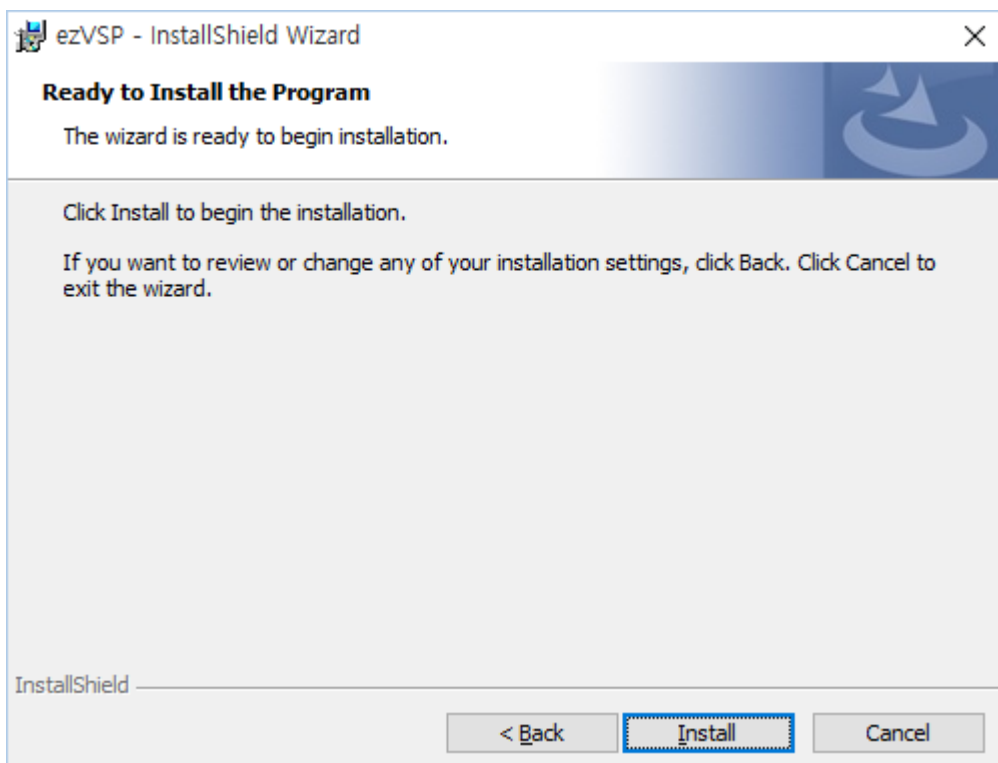 ezVSP - InstallShield Wizard
Ready to Install the Program
The wizard is ready to begin installation.
Click Install to begin the installation.
If you want to review or change any of your installation settings, click Back. Click Cancel to
exit the wizard.
InstallShield
< Back
Install
Cancel